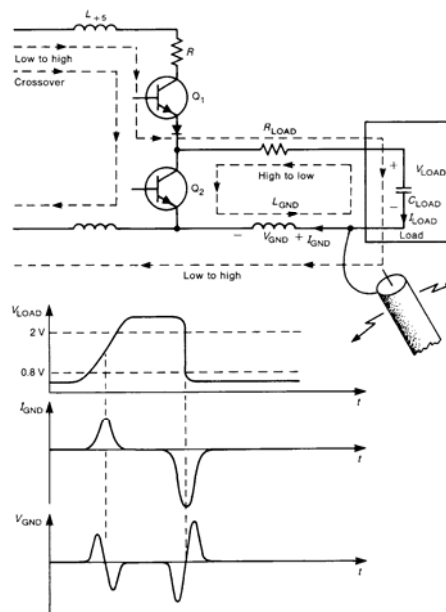 L+5
R
Low to high
Crossover
Q1
RLOAD
VLOAD
High to low
Q2
CLOAD
LGND
ILOAD
VGND
IGND
Load
Low to high
VLOAD
2 V
0.8 V
t
IGND
t
VGND
t